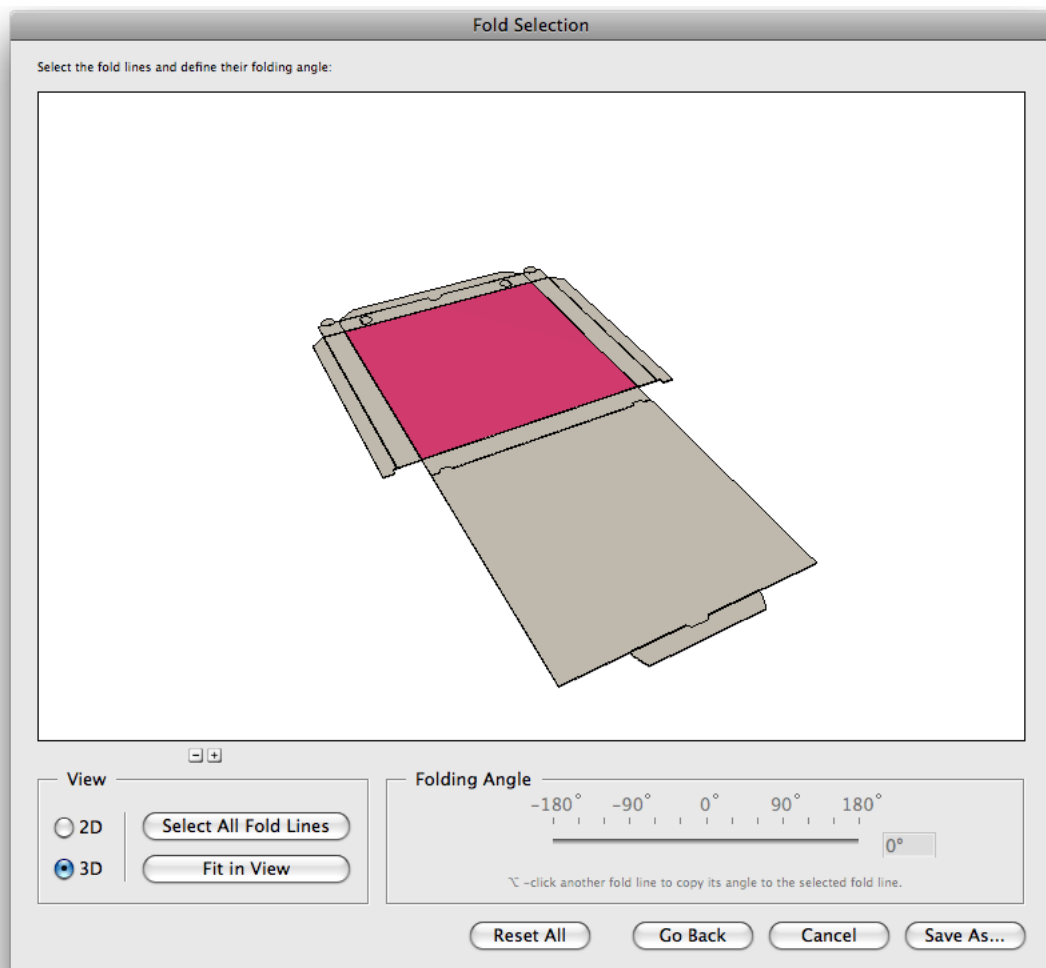 Fold Selection
Select the fold lines and define their folding angle:
View
2D
Select All Fold Lines
3D
Fit in View
Folding Angle
-180° -90° 0° 90° 180°
0°
⌥ -click another fold line to copy its angle to the selected fold line.
Reset All
Go Back
Cancel
Save As...